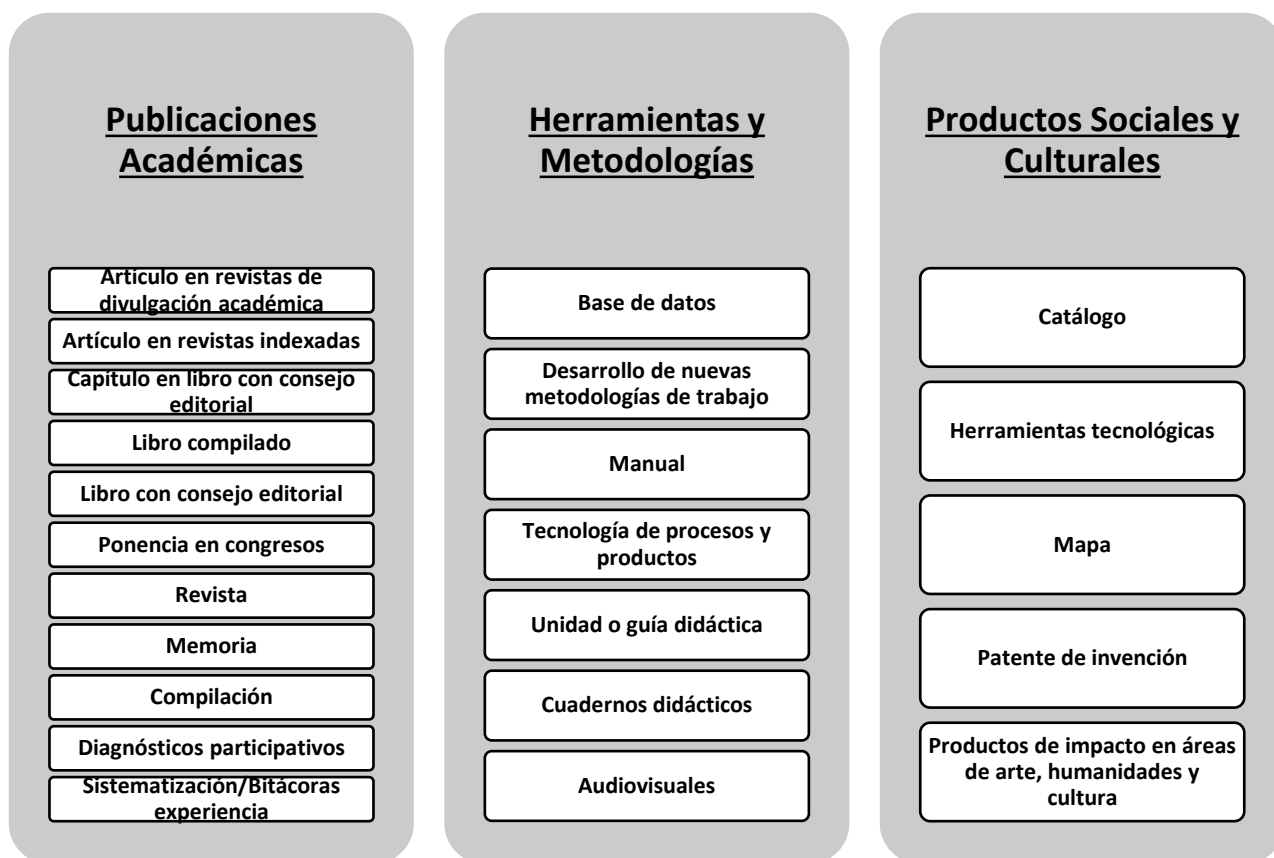 Publicaciones
Académicas
Artículo en revistas de
divulgación académica
Artículo en revistas indexadas
Capítulo en libro con consejo
editorial
Libro compilado
Libro con consejo editorial
Ponencia en congresos
Revista
Memoria
Compilación
Diagnósticos participativos
Sistematización/Bitácoras
experiencia
Herramientas y
Metodologías
Base de datos
Desarrollo de nuevas
metodologías de trabajo
Manual
Tecnología de procesos y
productos
Unidad o guía didáctica
Cuadernos didácticos
Audiovisuales
Productos Sociales y
Culturales
Catálogo
Herramientas tecnológicas
Mapa
Patente de invención
Productos de impacto en áreas
de arte, humanidades y
cultura